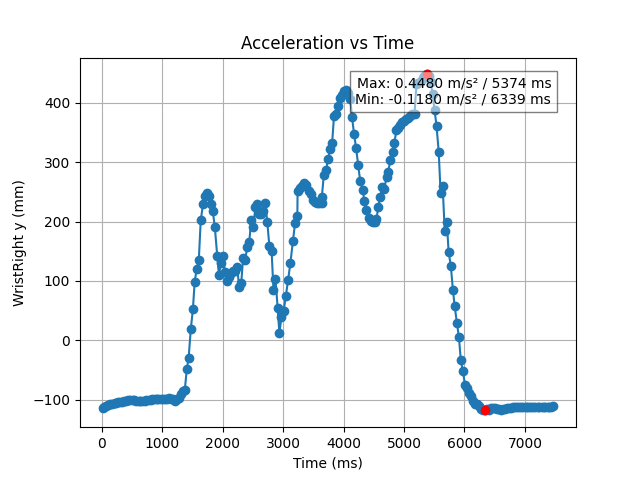 Acceleration vs Time
Max: 0.4480 m/s² / 5374 ms
Min: -0.1180 m/s² / 6339 ms
WristRight y (mm)
400
300
200
100
0
−100
0 1000 2000 3000 4000 5000 6000 7000
Time (ms)